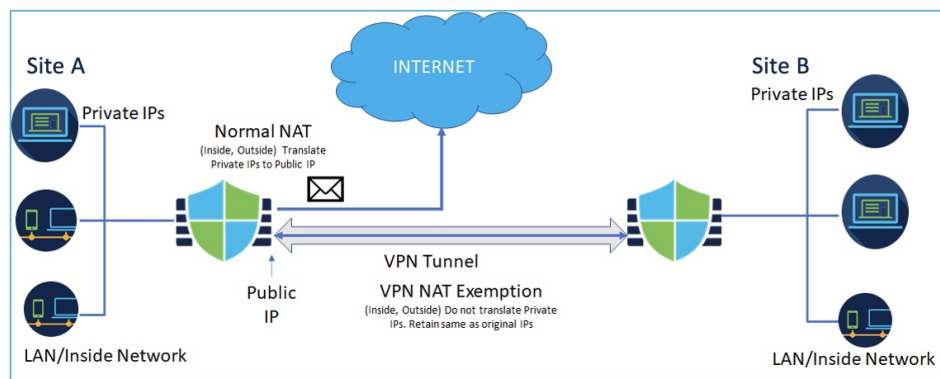 Site A
Private IPs
LAN/Inside Network
Normal NAT
(Inside, Outside) Translate
Private IPs to Public IP
INTERNET
Public
IP
VPN Tunnel
VPN NAT Exemption
(Inside, Outside) Do not translate Private
IPs. Retain same as original IPs
Site B
Private IPs
LAN/Inside Network